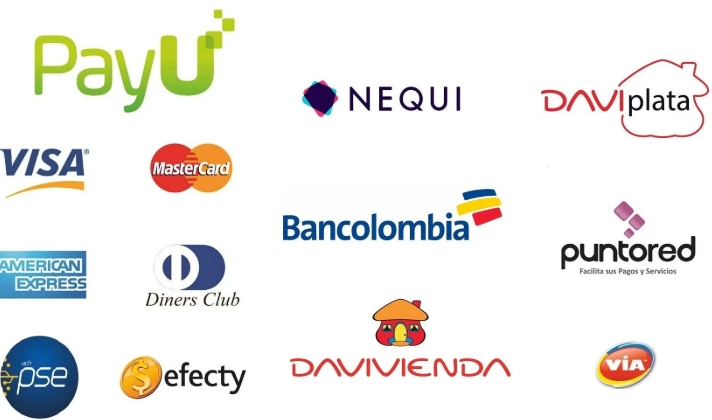 PayU
NEQUI
DAVIplata
VISA
MasterCard
Bancolombia
puntored
Facilita sus Pagos y Servicios
AMERICAN
EXPRESS
Diners Club
DAVIVIENDA
ach
pse
efecty
VIA